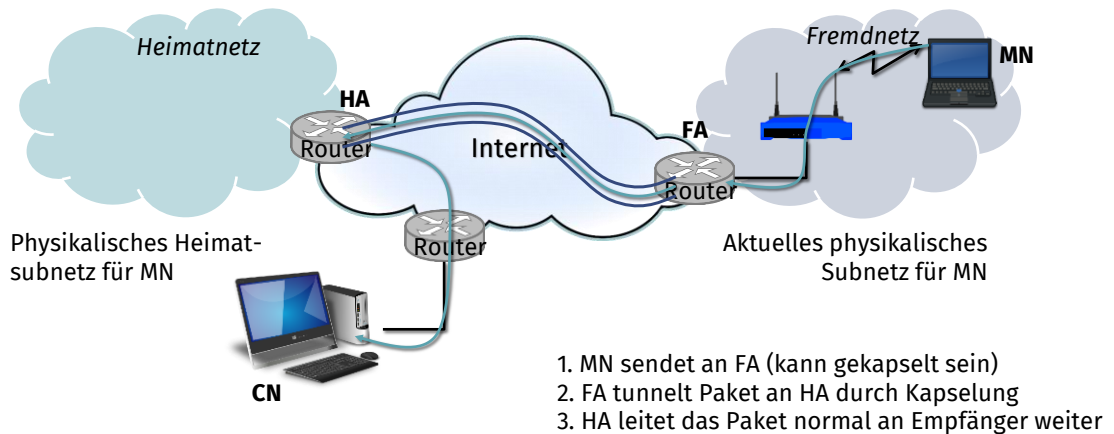 Heimatnetz
Fremdnetz
MN
HA
FA
Router
Internet
Router
Router
Physikalisches Heimat-
subnetz für MN
Aktuelles physikalisches
Subnetz für MN
CN
1. MN sendet an FA (kann gekapselt sein)
2. FA tunnelt Paket an HA durch Kapselung
3. HA leitet das Paket normal an Empfänger weiter